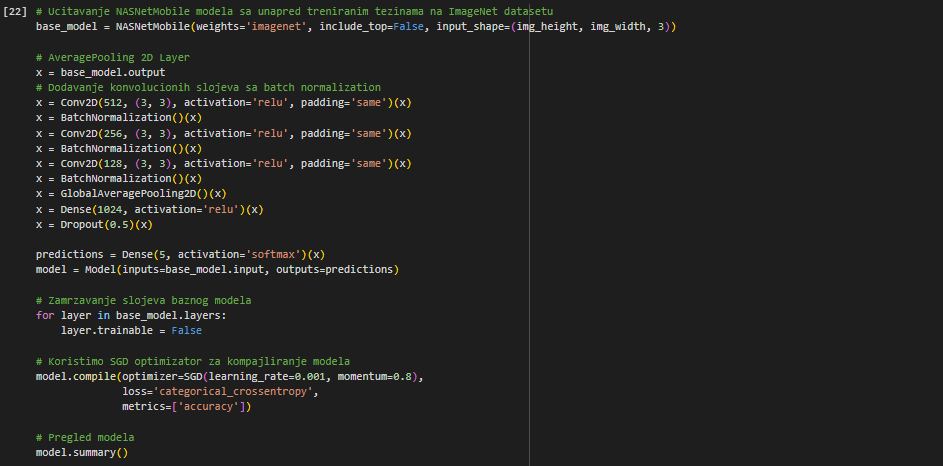 [22] # Ucitavanje NASNetMobile modela sa unapred treniranim tezinama na ImageNet datasetu
base_model = NASNetMobile(weights='imagenet', include_top=False, input_shape=(img_height, img_width, 3))
# AveragePooling 2D Layer
x = base_model.output
# Dodavanje konvolucionih slojeva sa batch normalization
x = Conv2D(512, (3, 3), activation='relu', padding='same')(x)
x = BatchNormalization()(x)
x = Conv2D(256, (3, 3), activation='relu', padding='same')(x)
x = BatchNormalization()(x)
x = Conv2D(128, (3, 3), activation='relu', padding='same')(x)
x = BatchNormalization()(x)
x = GlobalAveragePooling2D()(x)
x = Dense(1024, activation='relu')(x)
x = Dropout(0.5)(x)
predictions = Dense(5, activation='softmax')(x)
model = Model(inputs=base_model.input, outputs=predictions)
# Zamrzavanje slojeva baznog modela
for layer in base_model.layers:
layer.trainable = False
# Koristimo SGD optimizator za kompajliranje modela
model.compile(optimizer=SGD(learning_rate=0.001, momentum=0.8),
loss='categorical_crossentropy',
metrics=['accuracy'])
# Pregled modela
model.summary()